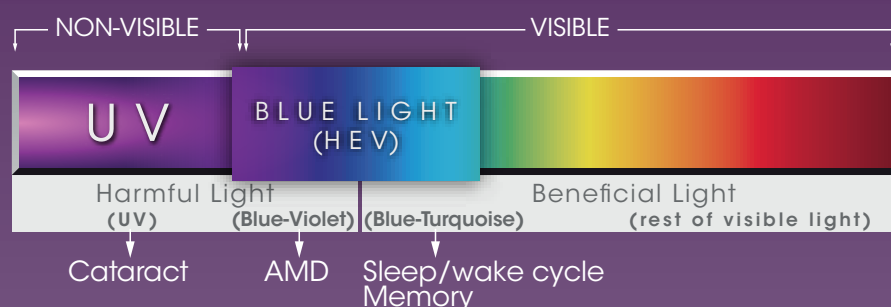 NON-VISIBLE
VISIBLE
UV
BLUE LIGHT
(HEV)
Harmful Light
Beneficial Light
(UV)
(Blue-Violet)
(Blue-Turquoise)
(rest of visible light)
Cataract
AMD
Sleep/wake cycle
Memory